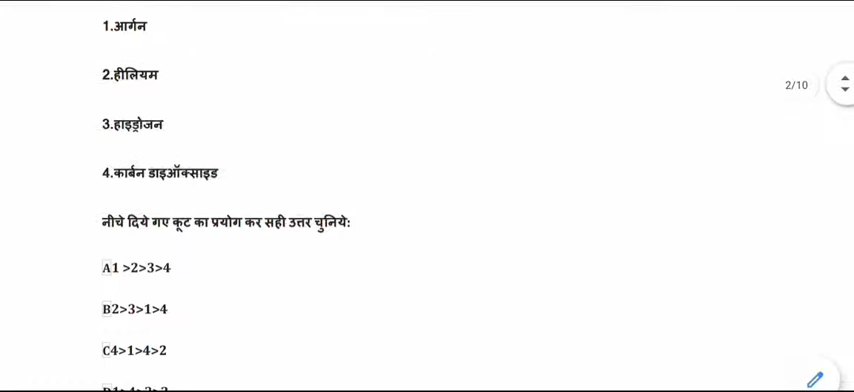 1.आर्गन
2.हीलियम
2/10
3.हाइड्रोजन
4.कार्बन डाइऑक्साइड
नीचे दिये गए कूट का प्रयोग कर सही उत्तर चुनिये:
A1 >2>3>4
B2>3>1>4
C4>1>4>2